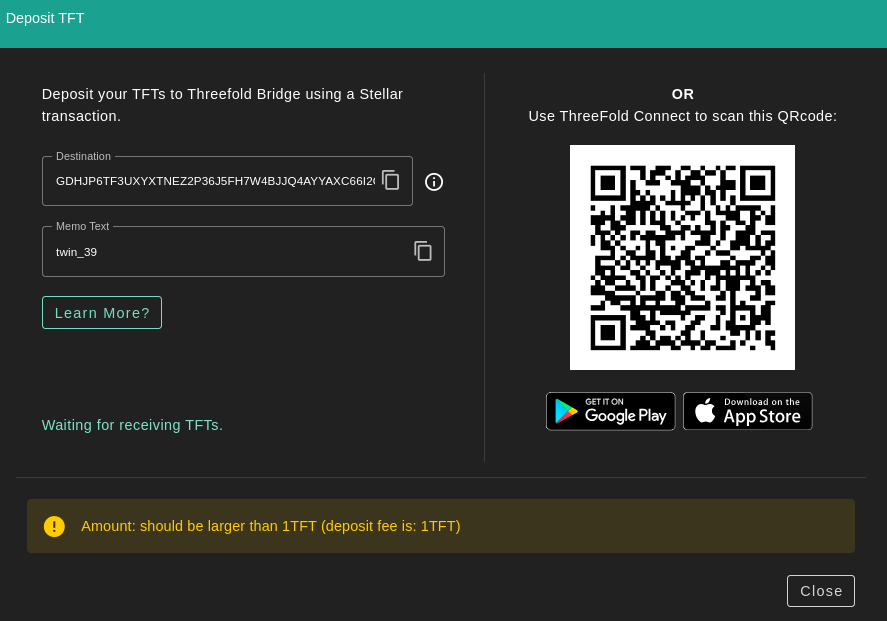 Deposit TFT
Deposit your TFTs to Threefold Bridge using a Stellar
transaction.
Destination
GDHJP6TF3UXYXTNEZ2P36J5FH7W4BJJQ4AYYAXC66I2
Memo Text
twin_39
Learn More?
Waiting for receiving TFTs.
OR
Use ThreeFold Connect to scan this QRcode:
GET IT ON
Google Play
Download on the
App Store
Amount: should be larger than 1TFT (deposit fee is: 1TFT)
Close